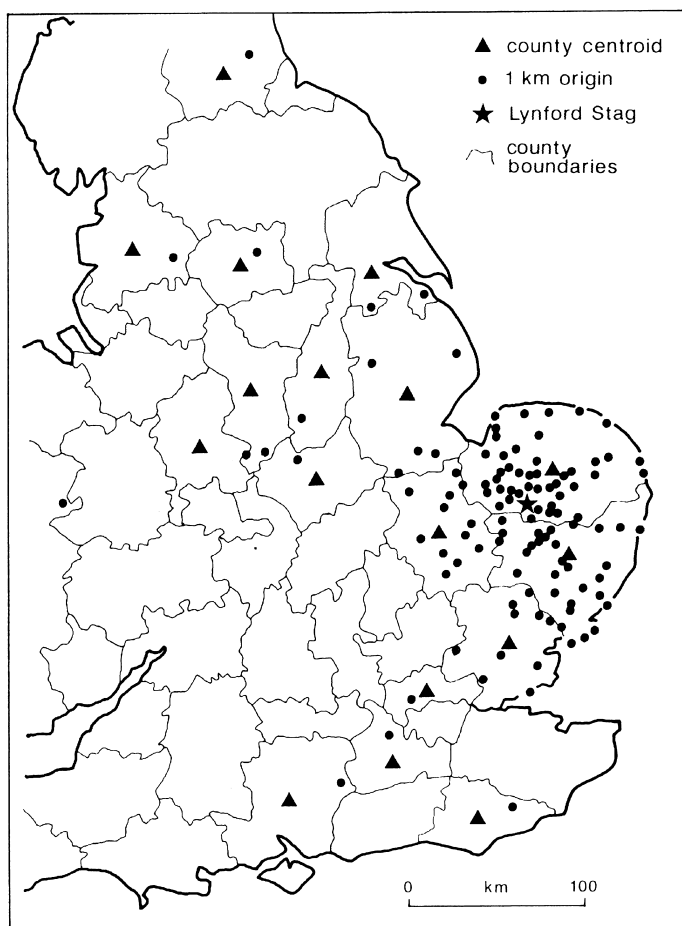 county centroid
1 km origin
Lynford Stag
county
boundaries
0 km 100